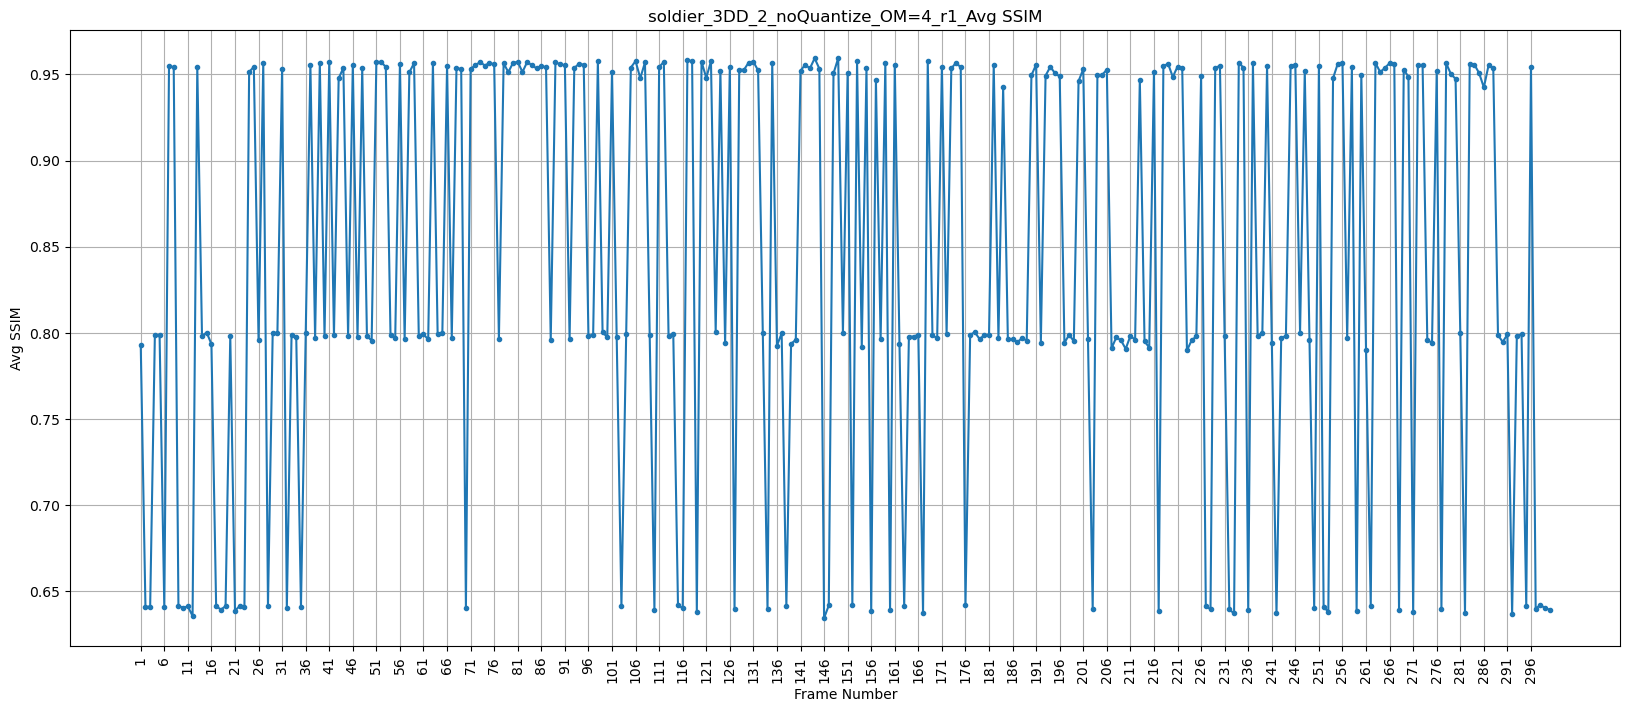 soldier_3DD_2_noQuantize_OM=4_r1_Avg SSIM
Avg SSIM
0.95
0.90
0.85
0.80
0.75
0.70
0.65
1 6 11 16 21 26 31 36 41 46 51 56 61 66 71 76 81 86 91 96 101 106 111 116 121 126 131 136 141 146 151 156 161 166 171 176 181 186 191 196 201 206 211 216 221 226 231 236 241 246 251 256 261 266 271 276 281 286 291 296
Frame Number